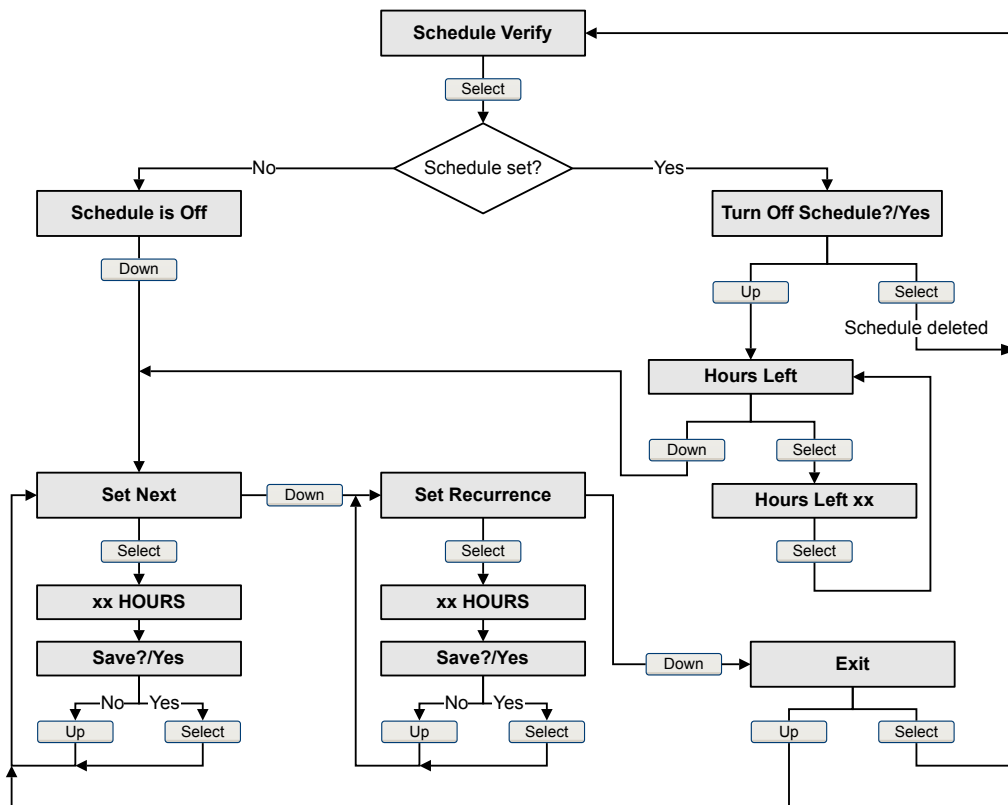 Schedule Verify
Select
Schedule set?
No
Yes
Schedule is Off
Turn Off Schedule?/Yes
Down
Up
Select
Schedule deleted
Hours Left
Down
Select
Set Next
Down
Set Recurrence
Hours Left xx
Select
Select
Select
xx HOURS
xx HOURS
Save?/Yes
Save?/Yes
Down
Exit
No
Yes
No
Yes
Up
Select
Up
Select
Up
Select